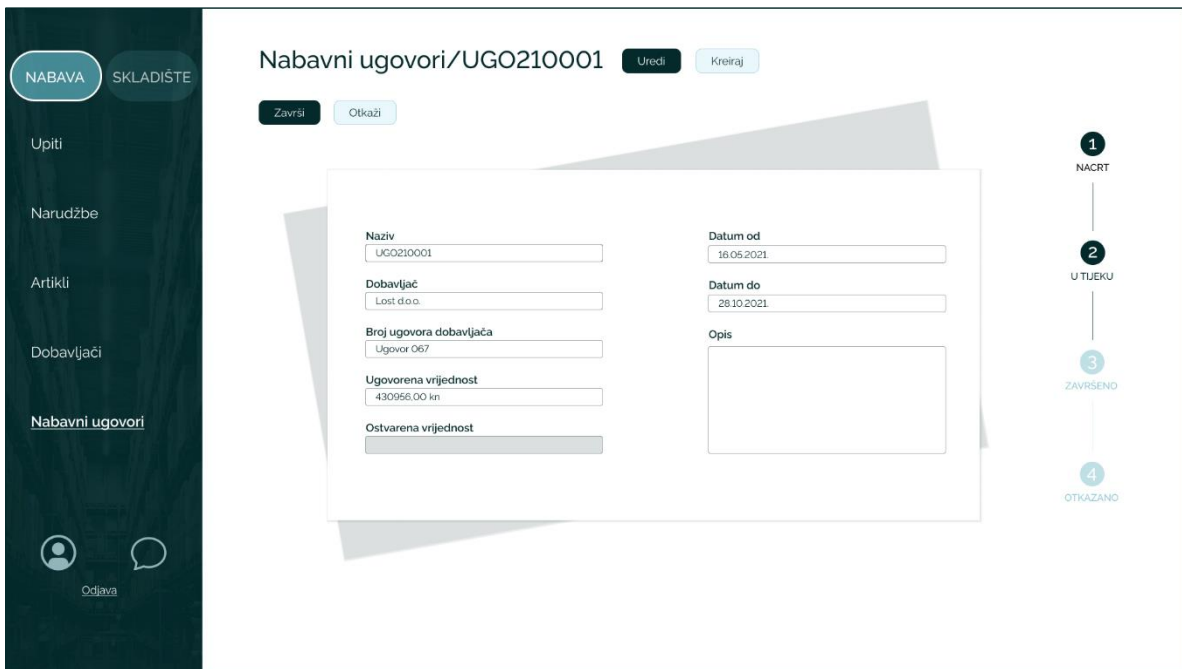 NABAVA
SKLADIŠTE
Upiti
Narudžbe
Artikli
Dobavljači
Nabavni ugovori
Odjava
Nabavni ugovori/UGO210001
Uredi
Kreiraj
Završi
Otkaži
Naziv
UGO210001
Dobavljač
Lost d.o.o.
Broj ugovora dobavljača
Ugovor 067
Ugovorena vrijednost
430956,00 kn
Ostvarena vrijednost
Datum od
16.05.2021.
Datum do
28.10.2021.
Opis
1
NACRT
2
U TIJEKU
3
ZAVRŠENO
4
OTKAZANO